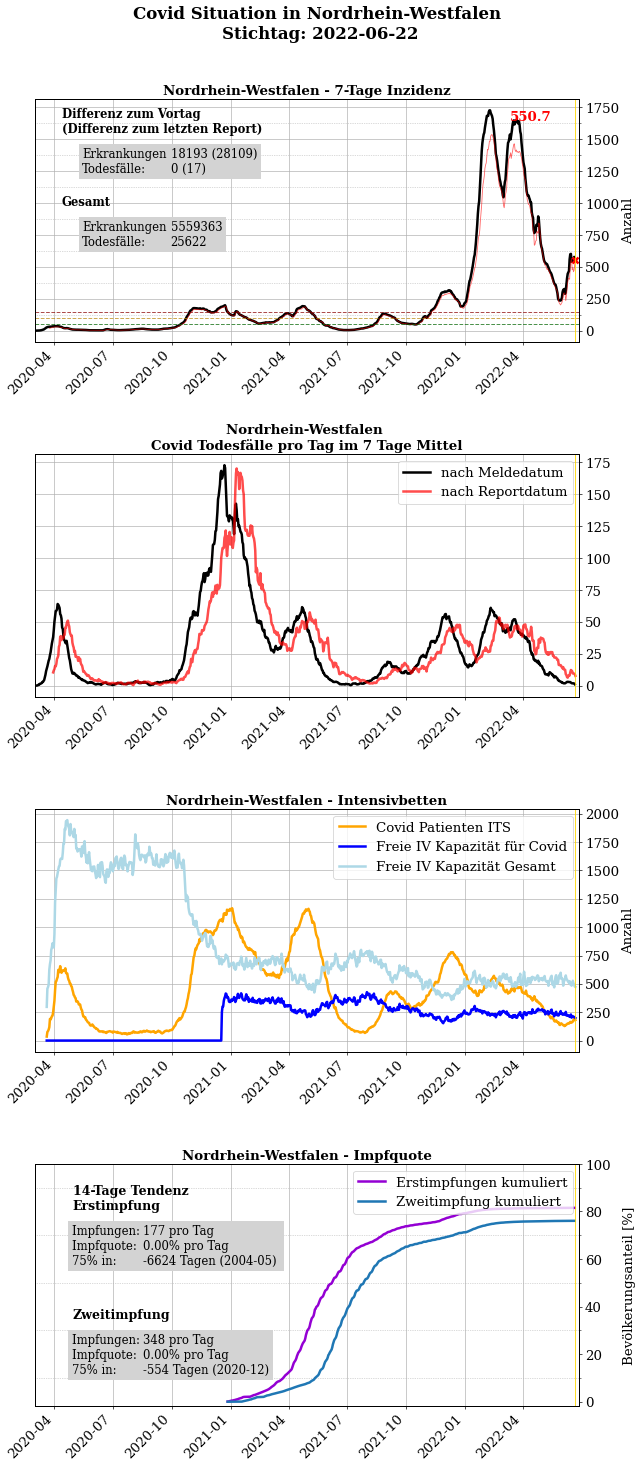 Covid Situation in Nordrhein-Westfalen
Stichtag: 2022-06-22
Nordrhein-Westfalen - 7-Tage Inzidenz
Differenz zum Vortag
(Differenz zum letzten Report)
Erkrankungen 18193 (28109)
Todesfälle: 0 (17)
Gesamt
Erkrankungen 5559363
Todesfälle: 25622
550.7
1750
1500
1250
1000
750
500
250
0
Anzahl
2020-04
2020-07
2020-10
2021-01
2021-04
2021-07
2021-10
2022-01
2022-04
Nordrhein-Westfalen
Covid Todesfälle pro Tag im 7 Tage Mittel
nach Meldedatum
nach Reportdatum
175
150
125
100
75
50
25
0
2020-04
2020-07
2020-10
2021-01
2021-04
2021-07
2021-10
2022-01
2022-04
Nordrhein-Westfalen - Intensivbetten
Covid Patienten ITS
Freie IV Kapazität für Covid
Freie IV Kapazität Gesamt
2000
1750
1500
1250
1000
750
500
250
0
Anzahl
2020-04
2020-07
2020-10
2021-01
2021-04
2021-07
2021-10
2022-01
2022-04
Nordrhein-Westfalen - Impfquote
14-Tage Tendenz
Erstimpfung
Impfungen: 177 pro Tag
Impfquote: 0.00% pro Tag
75% in: -6624 Tagen (2004-05)
Zweitimpfung
Impfungen: 348 pro Tag
Impfquote: 0.00% pro Tag
75% in: -554 Tagen (2020-12)
Erstimpfungen kumuliert
Zweitimpfung kumuliert
100
80
60
40
20
0
Bevölkerungsanteil [%]
2020-04
2020-07
2020-10
2021-01
2021-04
2021-07
2021-10
2022-01
2022-04